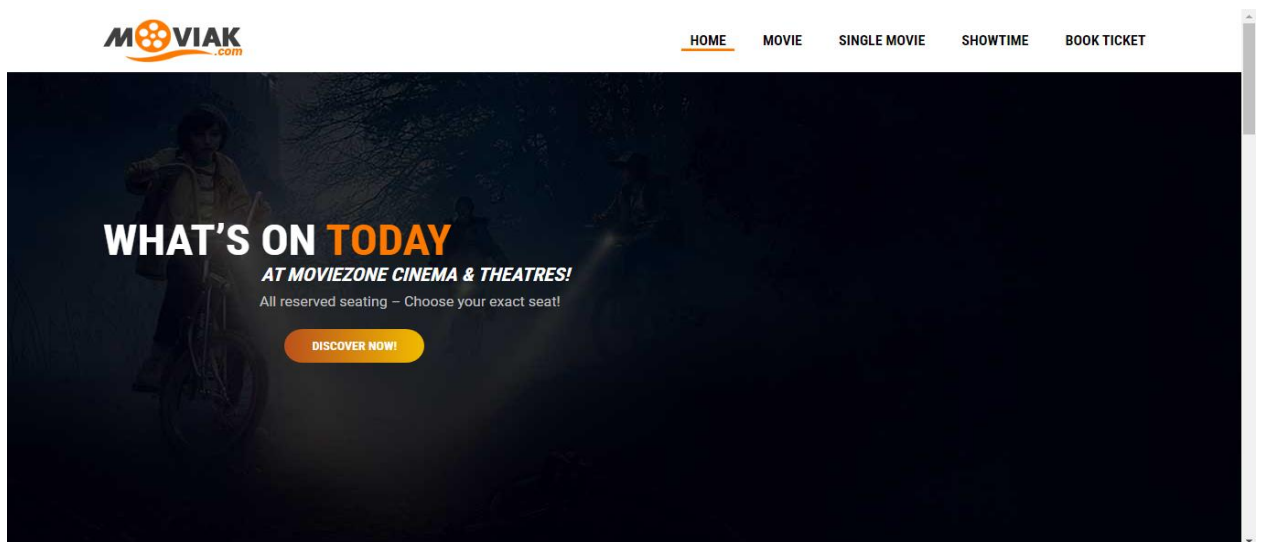 MOVIAK
.com
HOME MOVIE SINGLE MOVIE SHOWTIME BOOK TICKET
WHAT'S ON TODAY
AT MOVIEZONE CINEMA & THEATRES!
All reserved seating – Choose your exact seat!
DISCOVER NOW!